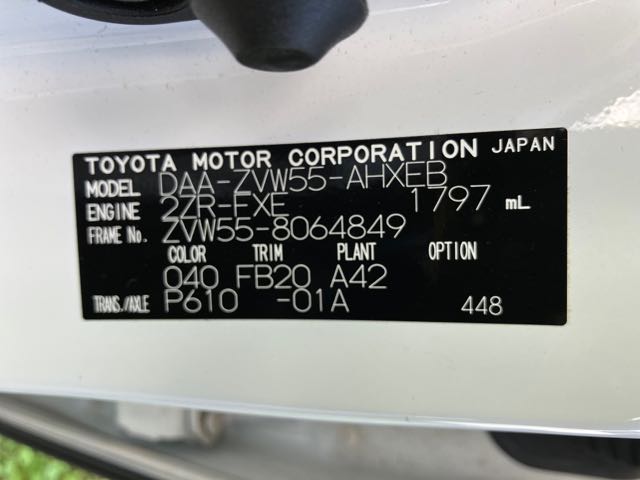 TOYOTA MOTOR CORPORATION JAPAN
MODEL DAA-ZVW55-AHXEB
ENGINE 2ZR-FXE 1797 mL
FRAME No. ZVW55-8064849
COLOR TRIM PLANT OPTION
040 FB20 A42
TRANS./AXLE P610 -01A 448